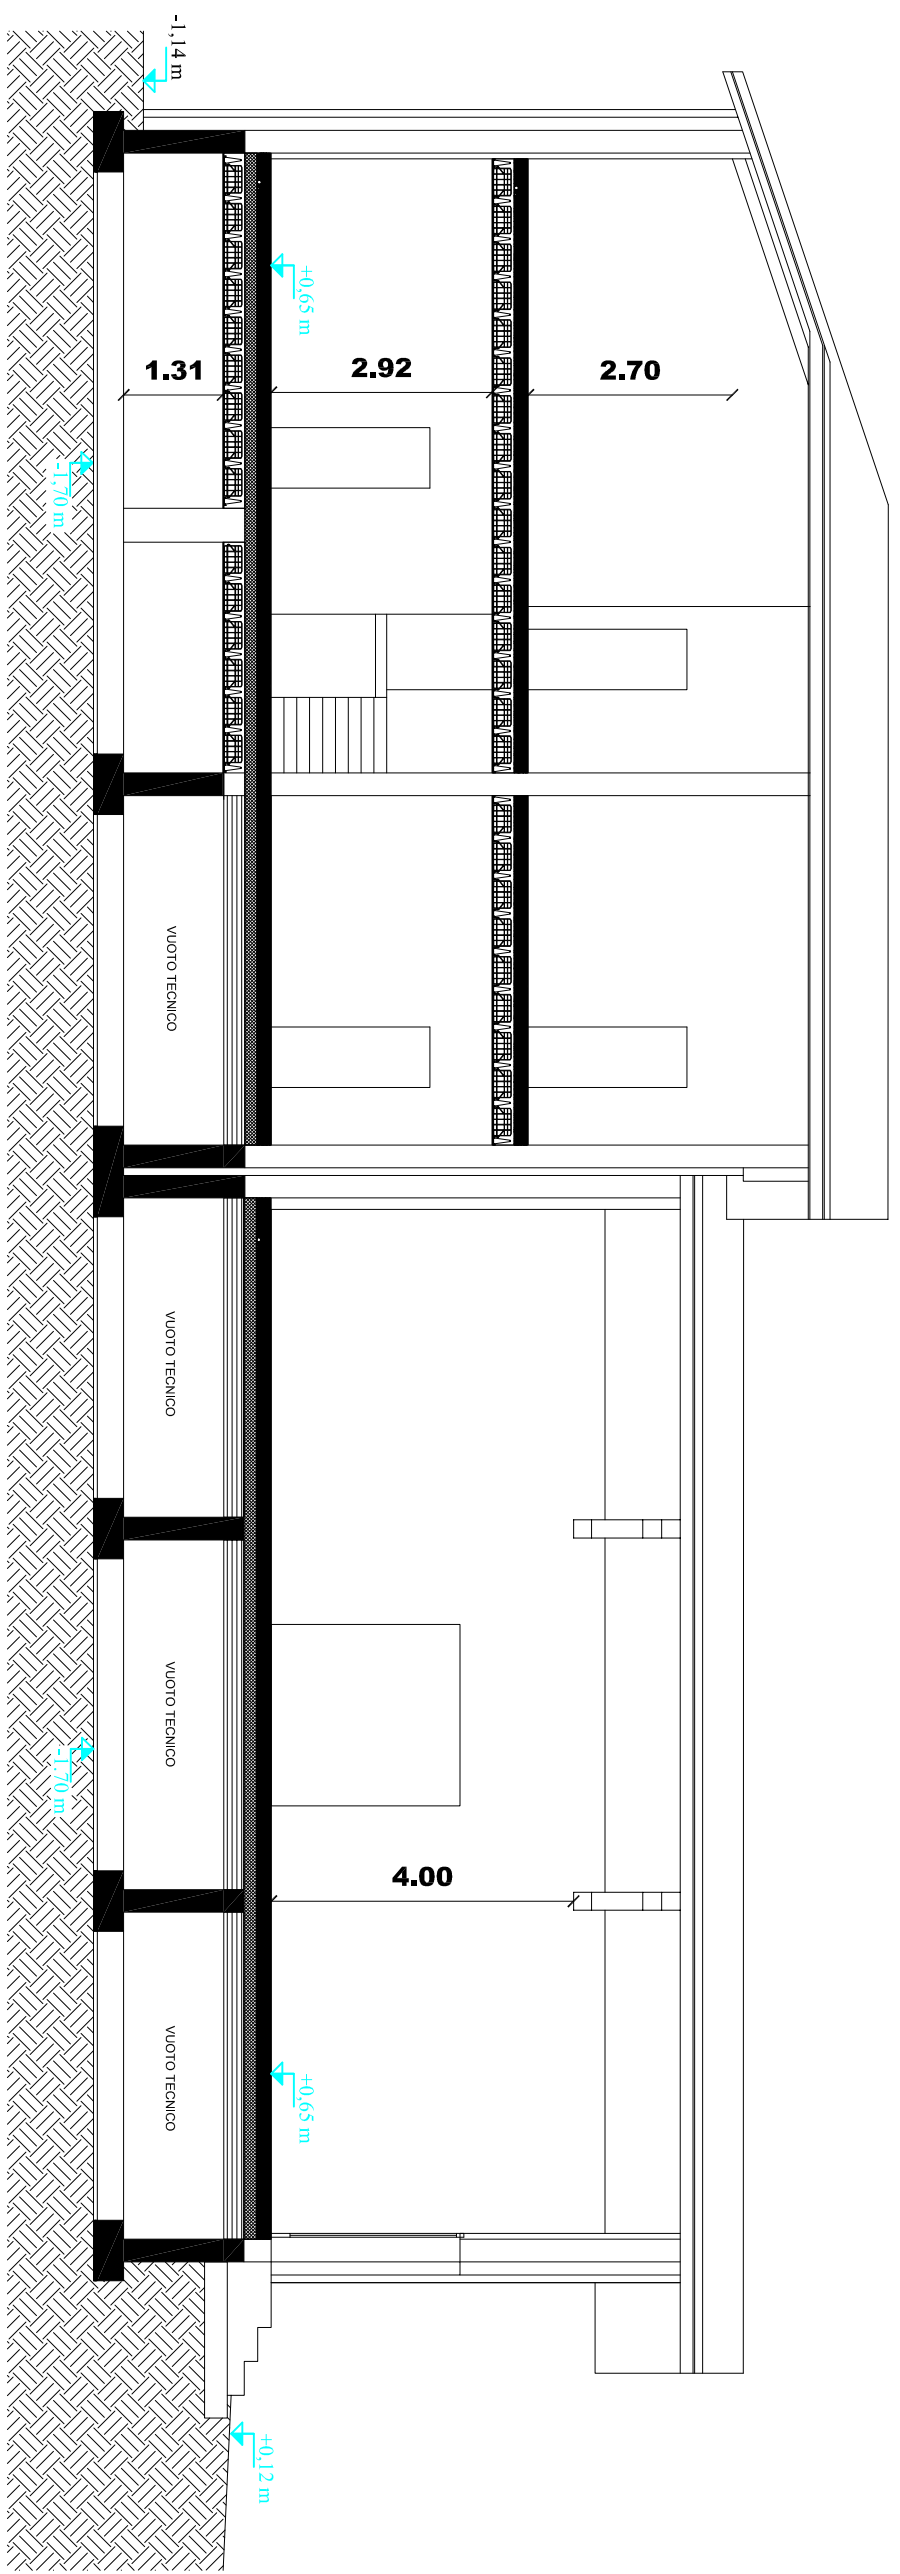 -1,14 m
+0,65 m
1.31
2.92
2.70
-1,70 m
VUOTO TECNICO
VUOTO TECNICO
VUOTO TECNICO
-1.70 m
4.00
VUOTO TECNICO
+0,65 m
+0,12 m